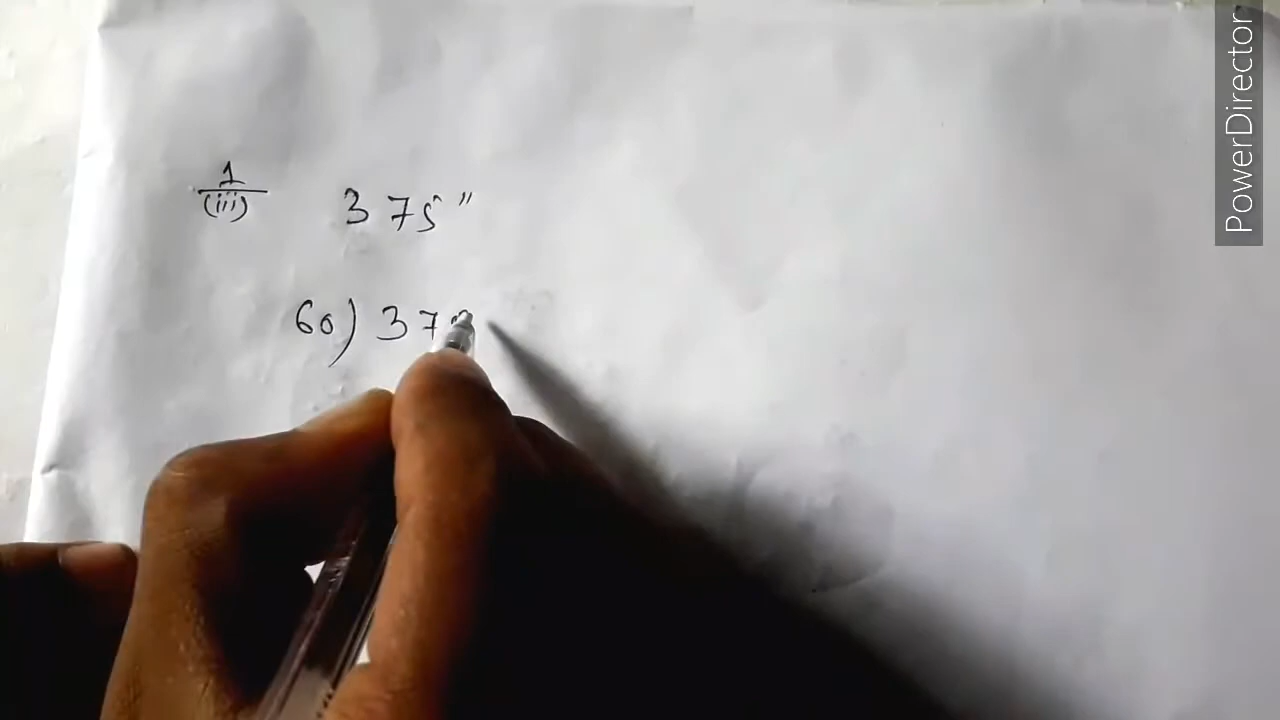 1
(iii) 375"
60) 37
PowerDirector